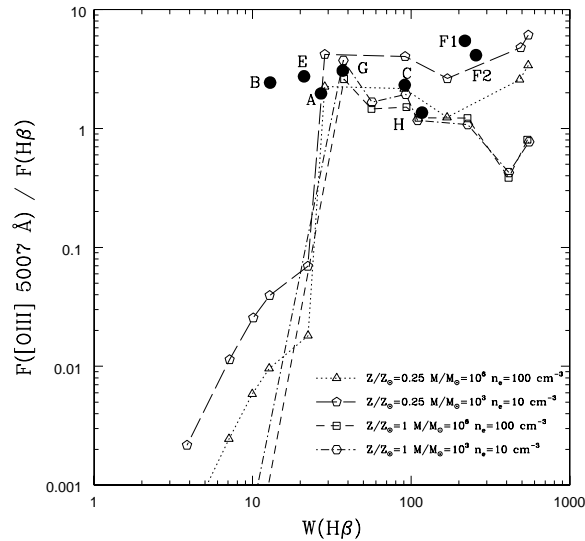 10
1
0.1
0.01
0.001
F([OIII] 5007 Å) / F(Hβ)
F1
F2
E
B
A
G
C
H
Z/Z⊙=0.25 M/M⊙=10⁶ nₑ=100 cm⁻³
Z/Z⊙=0.25 M/M⊙=10³ nₑ=10 cm⁻³
Z/Z⊙=1 M/M⊙=10⁶ nₑ=100 cm⁻³
Z/Z⊙=1 M/M⊙=10³ nₑ=10 cm⁻³
1 10 100 1000
W(Hβ)